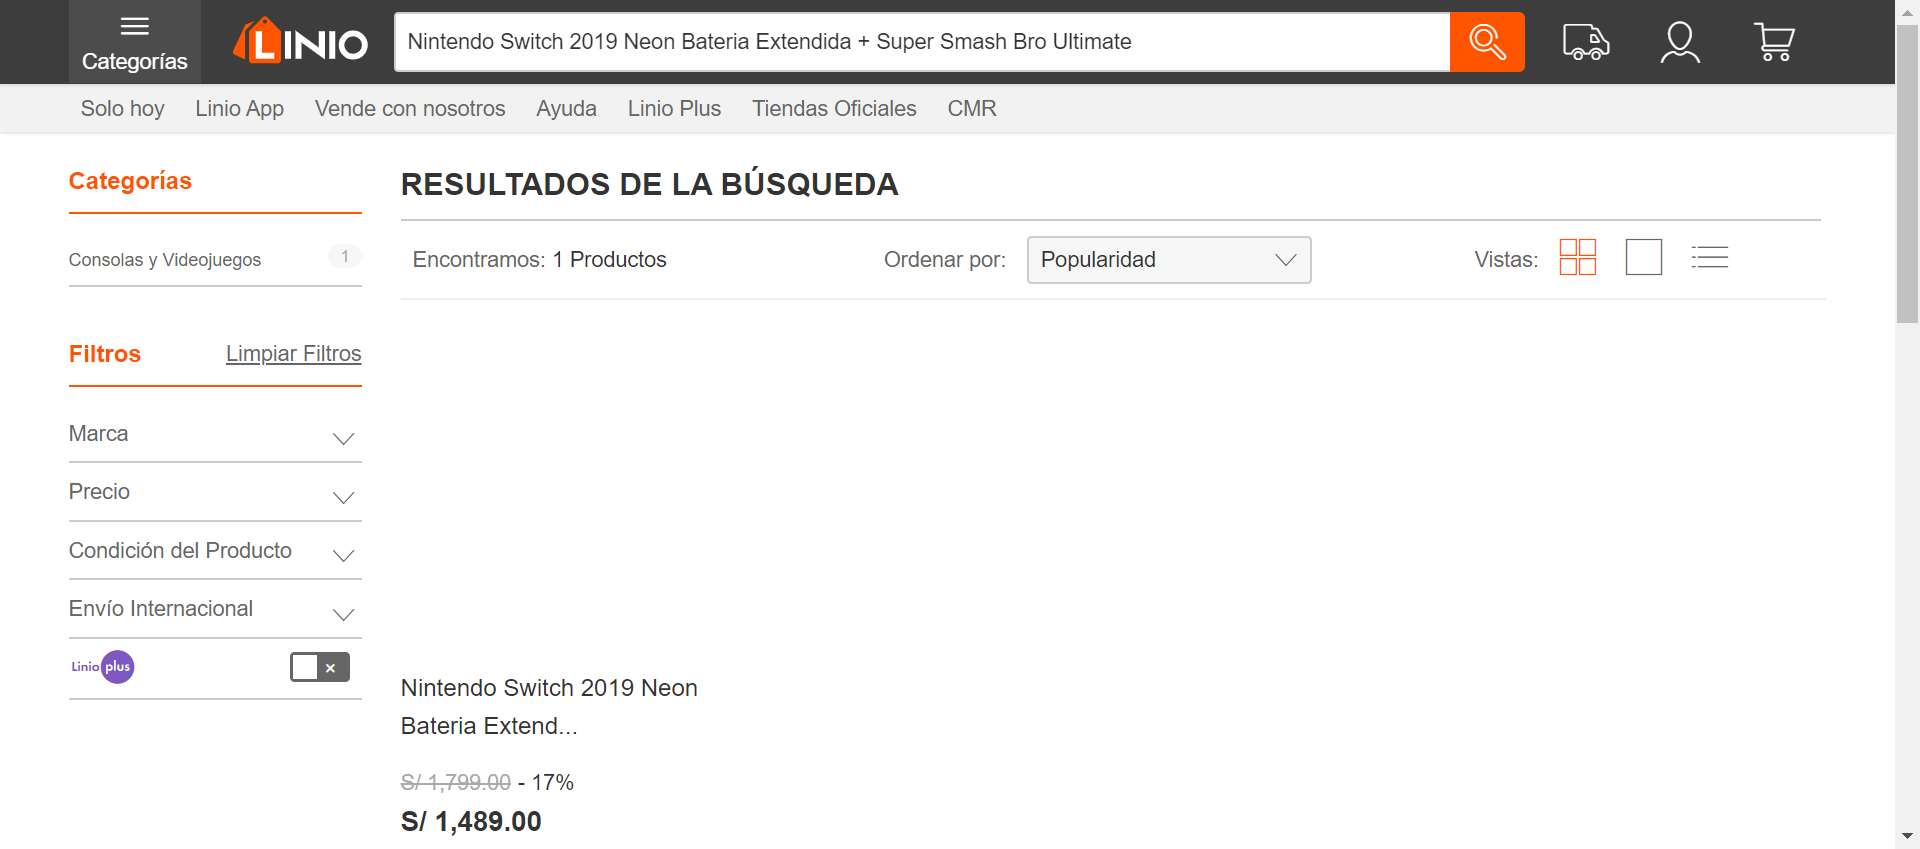 Categorías
LINIO
Nintendo Switch 2019 Neon Bateria Extendida + Super Smash Bro Ultimate
Solo hoy
Linio App
Vende con nosotros
Ayuda
Linio Plus
Tiendas Oficiales
CMR
Categorías
Consolas y Videojuegos 1
Filtros
Limpiar Filtros
Marca
Precio
Condición del Producto
Envío Internacional
Linio plus
RESULTADOS DE LA BÚSQUEDA
Encontramos: 1 Productos
Ordenar por: Popularidad
Vistas:
Nintendo Switch 2019 Neon
Bateria Extend...
S/ 1,799.00 - 17%
S/ 1,489.00